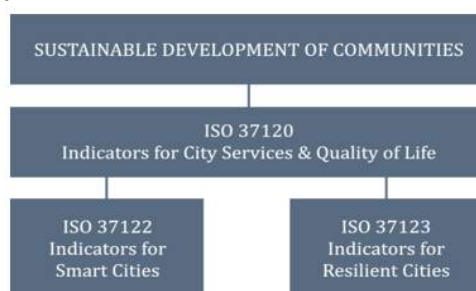 SUSTAINABLE DEVELOPMENT OF COMMUNITIES
ISO 37120
Indicators for City Services & Quality of Life
ISO 37122
Indicators for
Smart Cities
ISO 37123
Indicators for
Resilient Cities